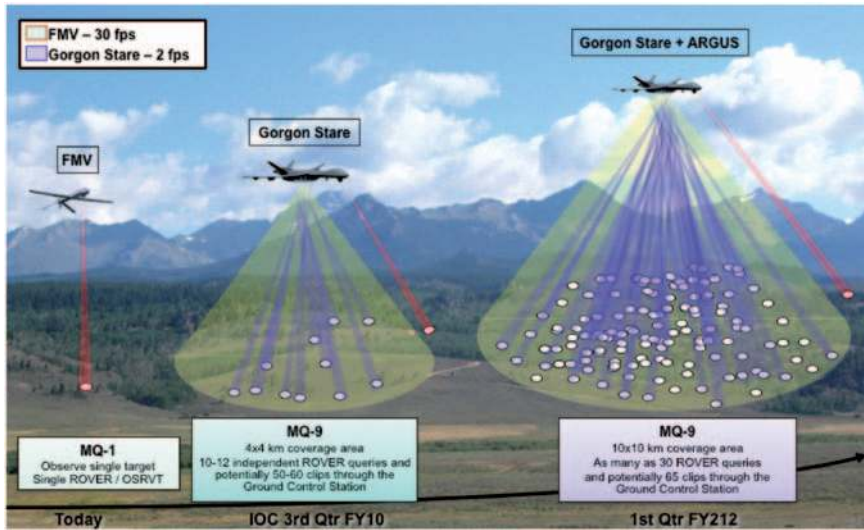 FMV – 30 fps
Gorgon Stare – 2 fps
Gorgon Stare + ARGUS
Gorgon Stare
FMV
MQ-1
Observe single target
Single ROVER / OSRVT
MQ-9
4x4 km coverage area
10-12 independent ROVER queries and
potentially 50-60 clips through the
Ground Control Station
MQ-9
10x10 km coverage area
As many as 30 ROVER queries
and potentially 65 clips through the
Ground Control Station
Today
IOC 3rd Qtr FY10
1st Qtr FY212